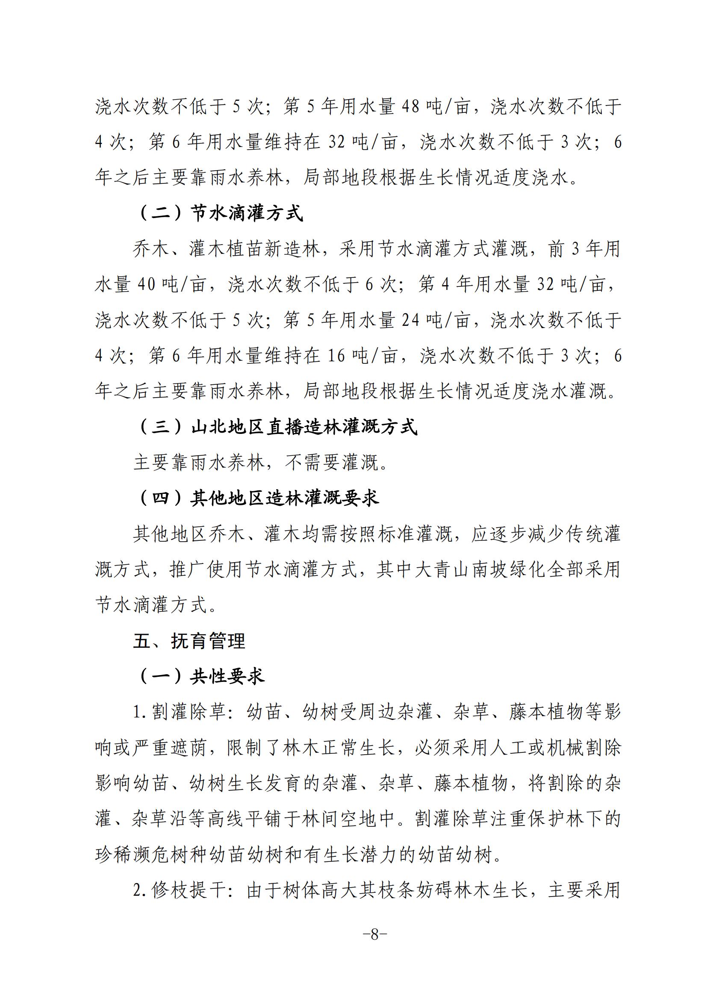 浇水次数不低于 5 次；第 5 年用水量 48 吨/亩，浇水次数不低于
4 次；第 6 年用水量维持在 32 吨/亩，浇水次数不低于 3 次；6
年之后主要靠雨水养林，局部地段根据生长情况适度浇水。
（二）节水滴灌方式
乔木、灌木植苗新造林，采用节水滴灌方式灌溉，前 3 年用
水量 40 吨/亩，浇水次数不低于 6 次；第 4 年用水量 32 吨/亩，
浇水次数不低于 5 次；第 5 年用水量 24 吨/亩，浇水次数不低于
4 次；第 6 年用水量维持在 16 吨/亩，浇水次数不低于 3 次；6
年之后主要靠雨水养林，局部地段根据生长情况适度浇水灌溉。
（三）山北地区直播造林灌溉方式
主要靠雨水养林，不需要灌溉。
（四）其他地区造林灌溉要求
其他地区乔木、灌木均需按照标准灌溉，应逐步减少传统灌
溉方式，推广使用节水滴灌方式，其中大青山南坡绿化全部采用
节水滴灌方式。
五、抚育管理
（一）共性要求
1.割灌除草：幼苗、幼树受周边杂灌、杂草、藤本植物等影
响或严重遮荫，限制了林木正常生长，必须采用人工或机械割除
影响幼苗、幼树生长发育的杂灌、杂草、藤本植物，将割除的杂
灌、杂草沿等高线平铺于林间空地中。割灌除草注重保护林下的
珍稀濒危树种幼苗幼树和有生长潜力的幼苗幼树。
2.修枝提干：由于树体高大其枝条妨碍林木生长，主要采用
-8-